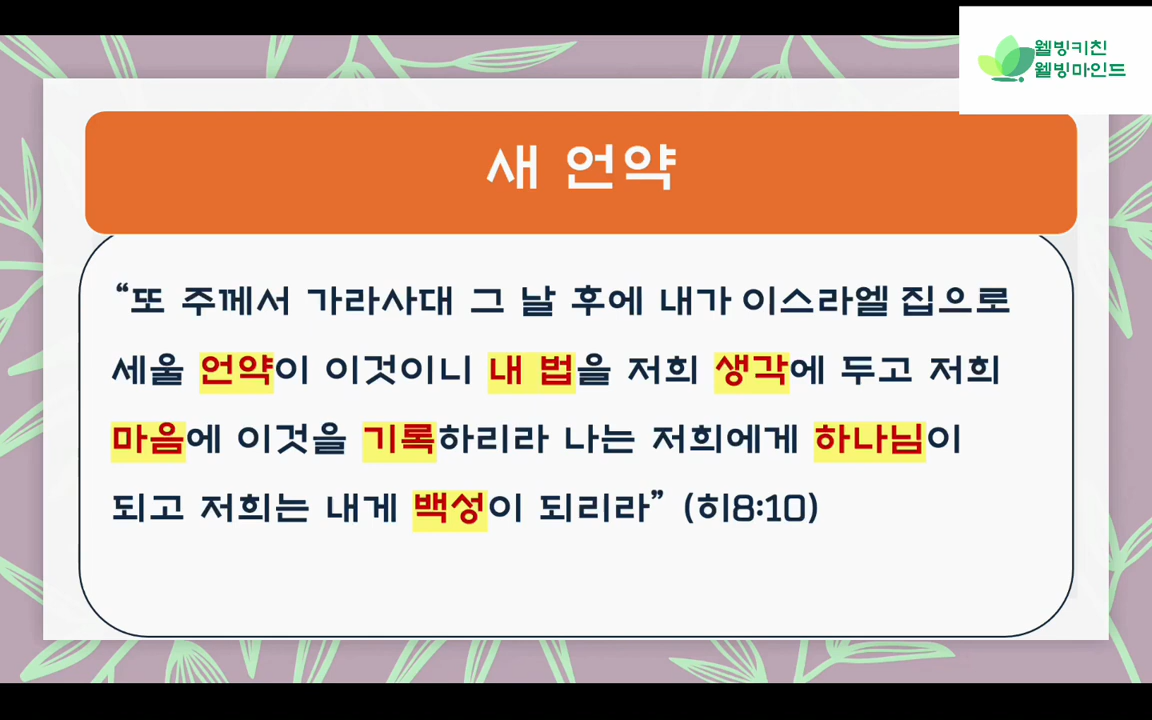 웰빙키친
웰빙마인드
새 언약
“또 주께서 가라사대 그 날 후에 내가 이스라엘 집으로
세울 언약이 이것이니 내 법을 저희 생각에 두고 저희
마음에 이것을 기록하리라 나는 저희에게 하나님이
되고 저희는 내게 백성이 되리라” (히8:10)